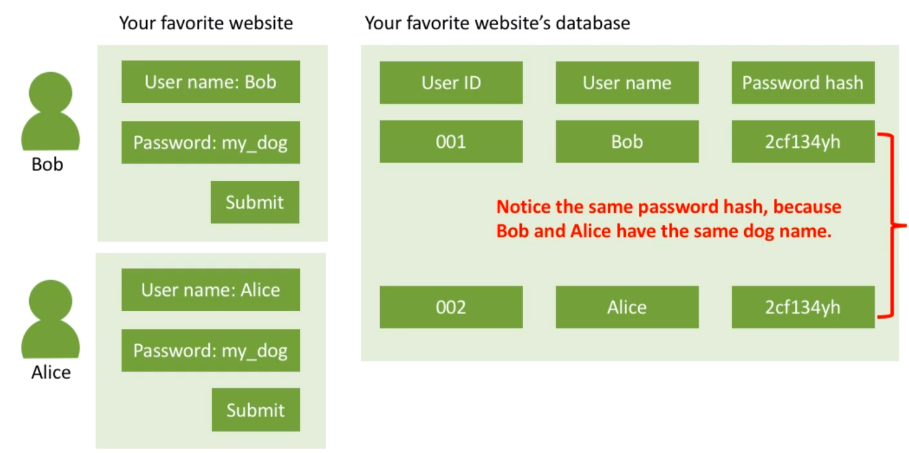 Your favorite website
Your favorite website's database
User name: Bob
Password: my_dog
Submit
Bob
User name: Alice
Password: my_dog
Submit
Alice
User ID User name Password hash
001 Bob 2cf134yh
Notice the same password hash, because
Bob and Alice have the same dog name.
002 Alice 2cf134yh